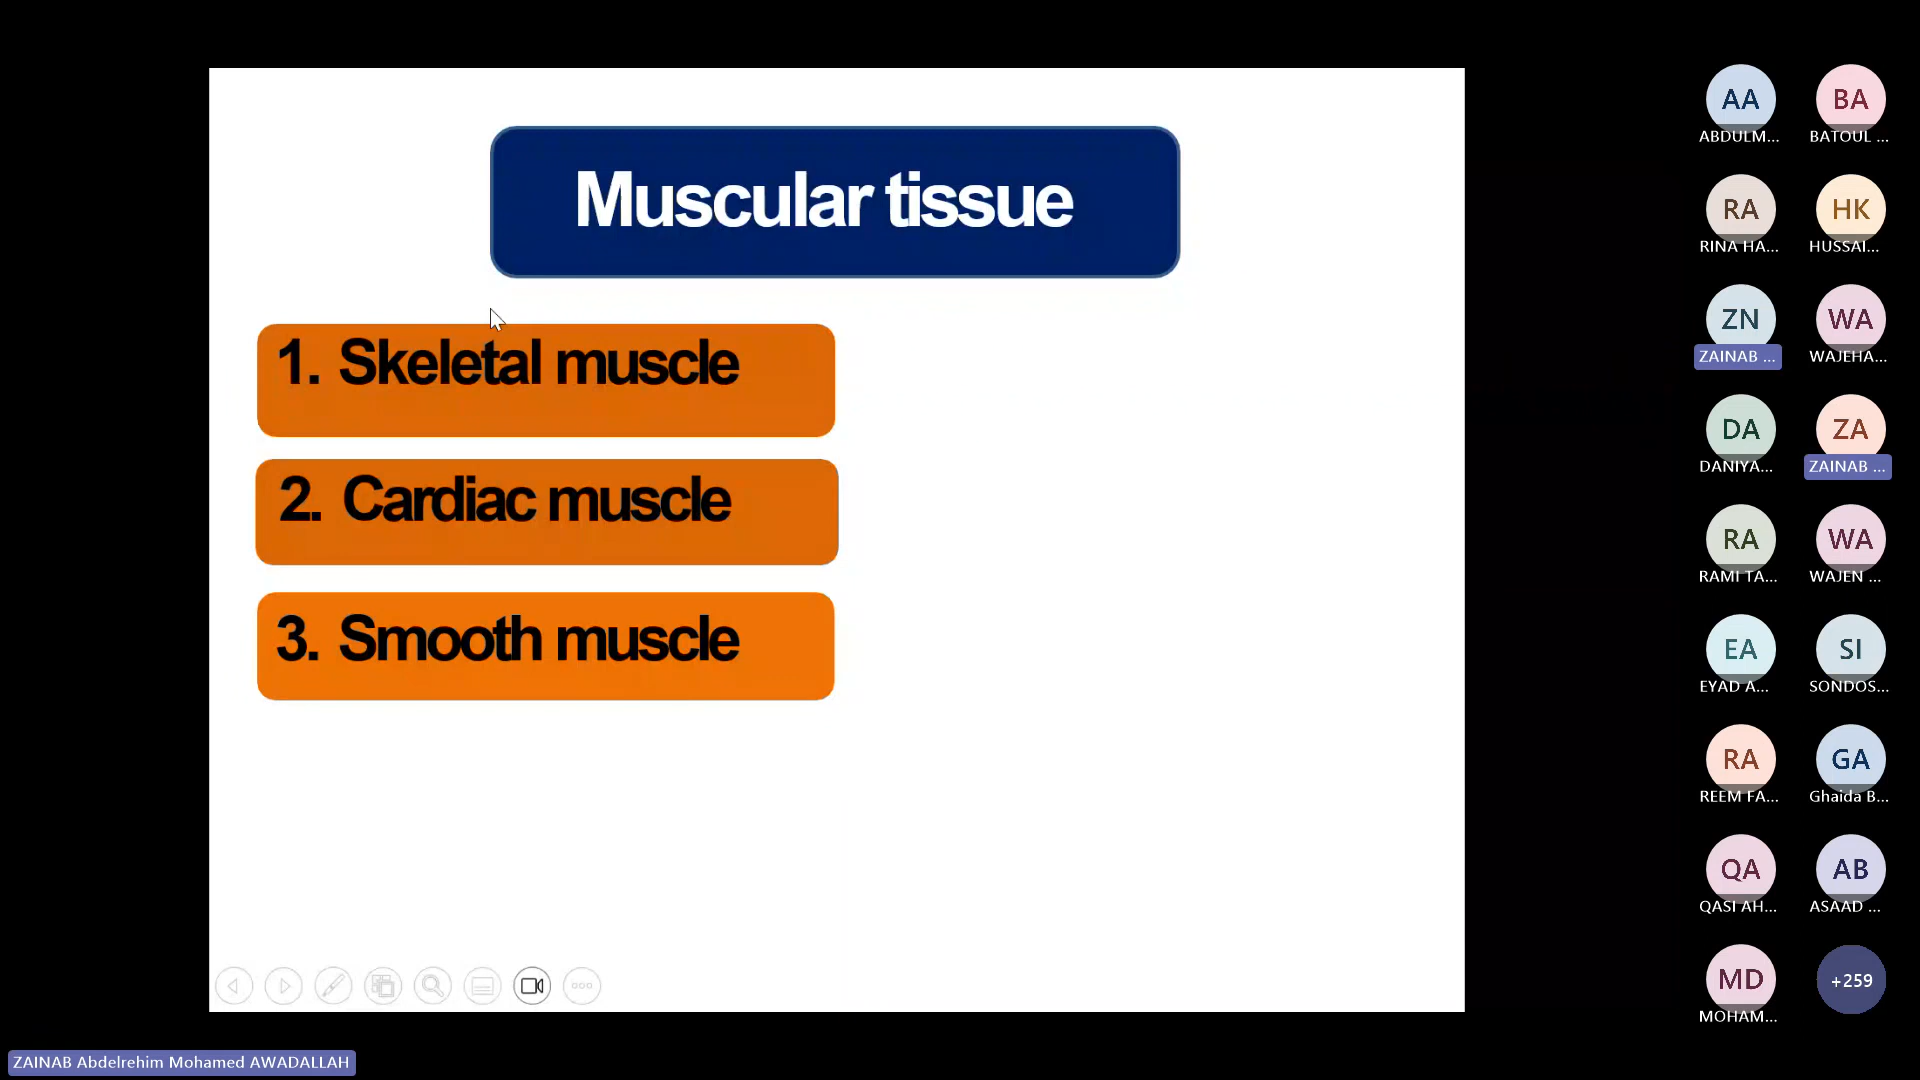 Muscular tissue
1. Skeletal muscle
2. Cardiac muscle
3. Smooth muscle
AA
ABDULM...
BA
BATOUL ...
RA
RINA HA...
HK
HUSSAI...
ZN
ZAINAB ...
WA
WAJEHA...
DA
DANIYA...
ZA
ZAINAB ...
RA
RAMI TA...
WA
WAJEN ...
EA
EYAD A...
SI
SONDOS...
RA
REEM FA...
GA
Ghaida B...
QA
QASI AH...
AB
ASAAD ...
MD
MOHAM...
+259
ZAINAB Abdelrehim Mohamed AWADALLAH